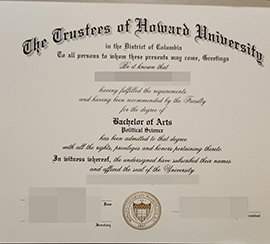 The Trustees of Howard University
in the District of Columbia
To all persons to whom these presents may come, Greetings
Be it known that
having fulfilled the requirements
and having been recommended by the Faculty
for the degree of
Bachelor of Arts
Political Science
has been admitted to that degree
with all the rights, privileges and honors pertaining thereto.
In witness whereof, the undersigned have subscribed their names
and affixed the seal of the University
Dean
Secretary